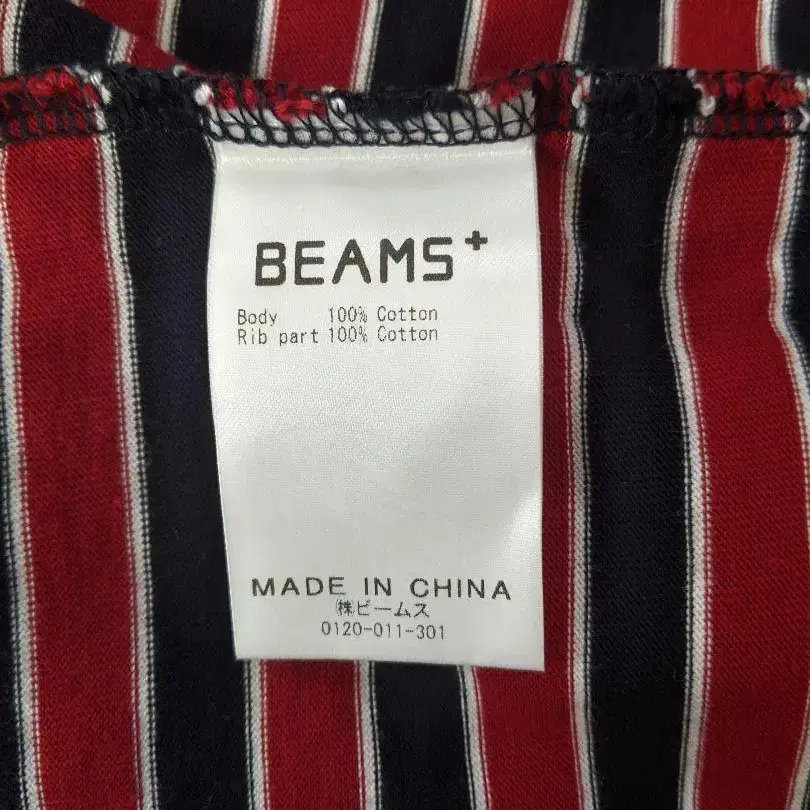 BEAMS+
Body 100% Cotton
Rib part 100% Cotton
MADE IN CHINA
㈱ビームス
0120-011-301